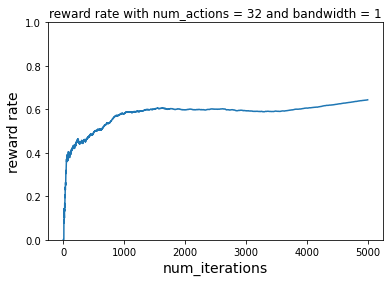 reward rate with num_actions = 32 and bandwidth = 1
1.0
0.8
0.6
0.4
0.2
0.0
reward rate
0 1000 2000 3000 4000 5000
num_iterations